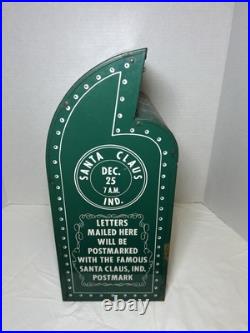 SANTA CLAUS
DEC.
25
7 A.M.
IND.
LETTERS
MAILED HERE
WILL BE
POSTMARKED
WITH THE FAMOUS
SANTA CLAUS, IND.
POSTMARK